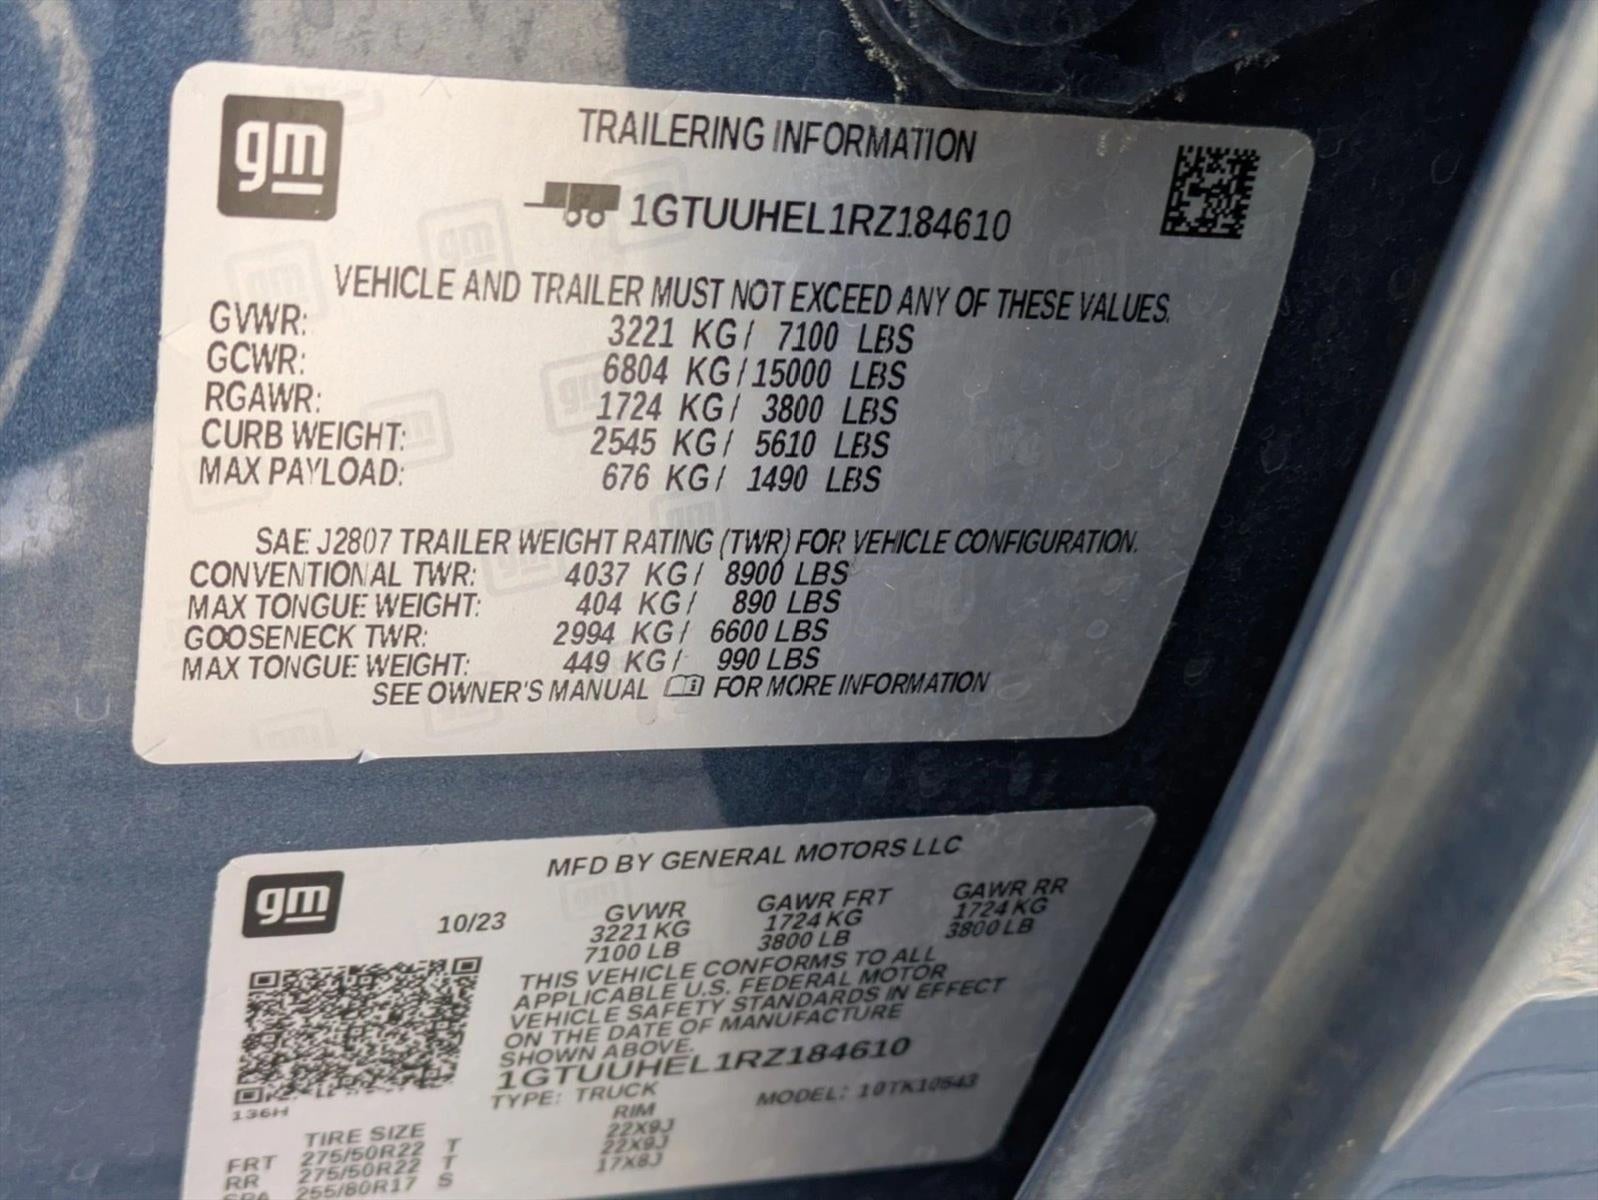 gm
TRAILERING INFORMATION
1GTUUHEL1RZ184610
VEHICLE AND TRAILER MUST NOT EXCEED ANY OF THESE VALUES.
GVWR: 3221 KG/ 7100 LBS
GCWR: 6804 KG/15000 LBS
RGAWR: 1724 KG/ 3800 LBS
CURB WEIGHT: 2545 KG/ 5610 LBS
MAX PAYLOAD: 676 KG/ 1490 LBS
SAE J2807 TRAILER WEIGHT RATING (TWR) FOR VEHICLE CONFIGURATION.
CONVENTIONAL TWR: 4037 KG/ 8900 LBS
MAX TONGUE WEIGHT: 404 KG/ 890 LBS
GOOSENECK TWR: 2994 KG/ 6600 LBS
MAX TONGUE WEIGHT: 449 KG/ 990 LBS
SEE OWNER'S MANUAL FOR MORE INFORMATION
gm
MFD BY GENERAL MOTORS LLC
10/23 GVWR GAWR FRT GAWR RR
3221 KG 1724 KG 1724 KG
7100 LB 3800 LB 3800 LB
THIS VEHICLE CONFORMS TO ALL
APPLICABLE U.S. FEDERAL MOTOR
VEHICLE SAFETY STANDARDS IN EFFECT
ON THE DATE OF MANUFACTURE
SHOWN ABOVE.
1GTUUHEL1RZ184610
136H
TYPE: TRUCK MODEL: 10TK10543
TIRE SIZE RIM
FRT 275/50R22 T 22X9J
RR 275/50R22 T 22X9J
SPA 255/80R17 S 17X8J